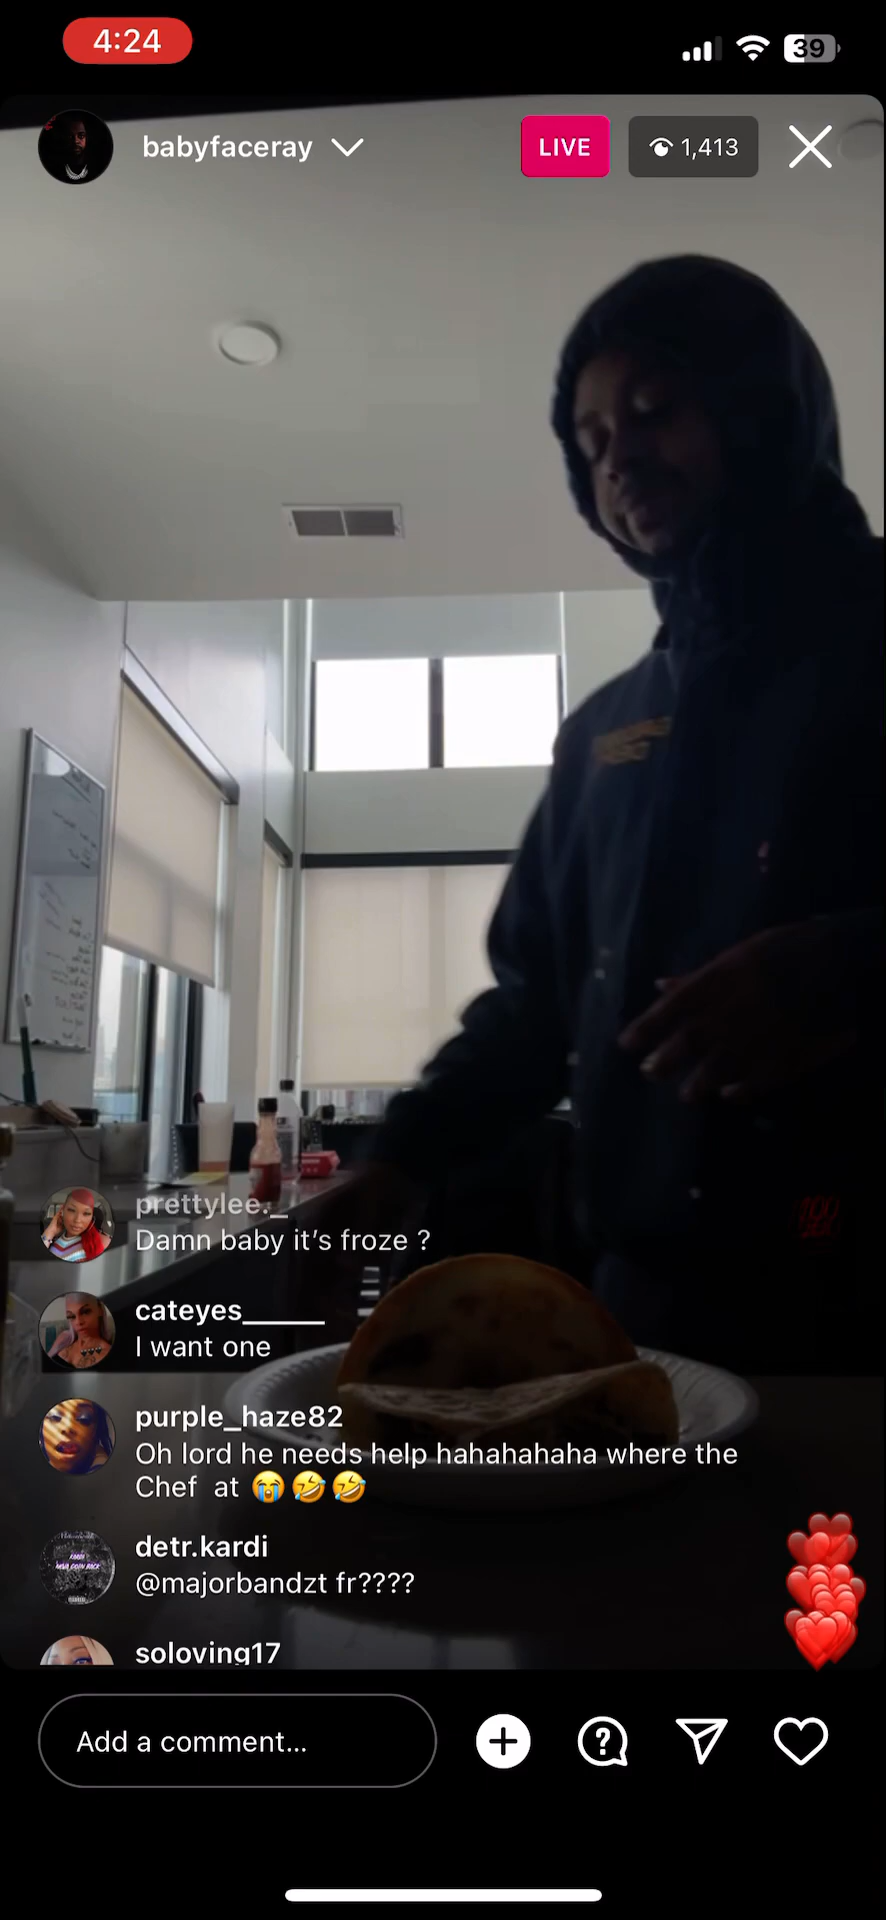 4:24
39
babyfaceray
LIVE
1,413
prettylee._
Damn baby it’s froze ?
cateyes______
I want one
purple_haze82
Oh lord he needs help hahahahaha where the
Chef at 😭🤣🤣
detr.kardi
@majorbandzt fr????
soloving17
Add a comment...